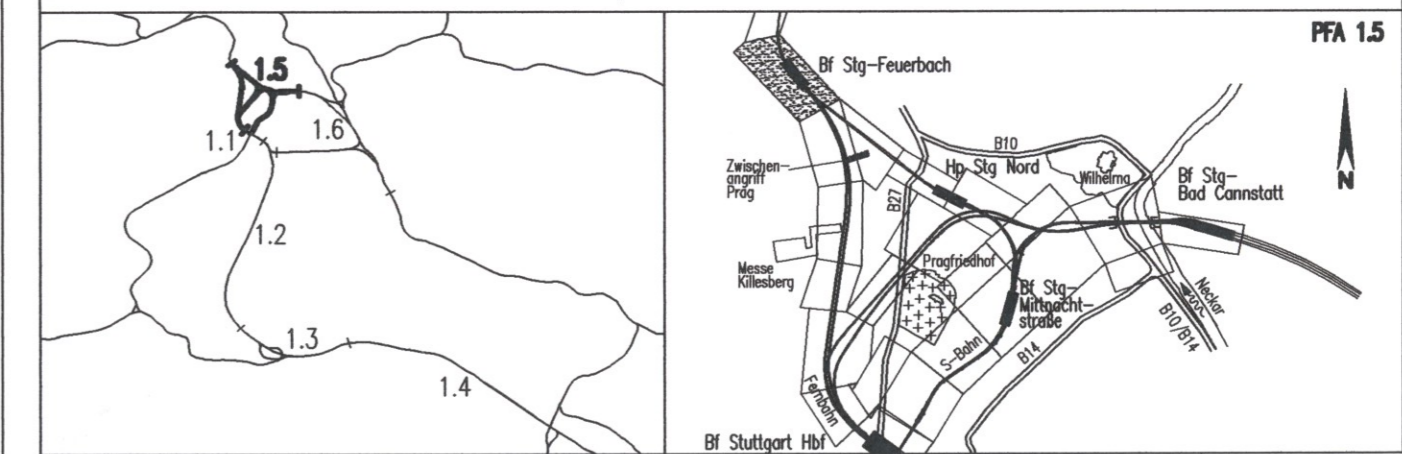 1.5
1.1
1.6
1.2
1.3
1.4
PFA 1.5
Bf Stg-Feuerbach
N
B10
Zwischen-
angriff
Prag
Hp Stg Nord
Wilhelma
Bf Stg-
Bad Cannstatt
B27
Messe
Killesberg
Pragfriedhof
Bf Stg-
Mittnacht-
straße
Neckar
B10/B14
S-Bahn
B14
Fernbahn
Bf Stuttgart Hbf